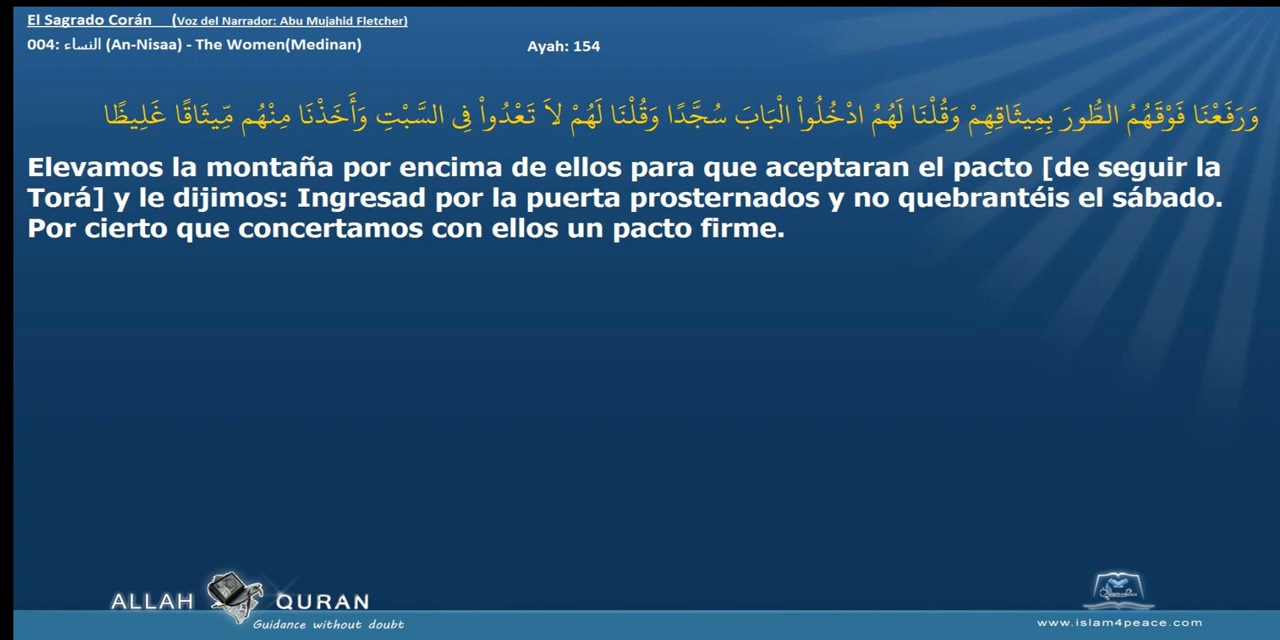 El Sagrado Corán (Voz del Narrador: Abu Mujahid Fletcher)
004: النساء (An-Nisaa) - The Women(Medinan)
Ayah: 154
وَرَفَعْنَا فَوْقَهُمُ الطُّورَ بِمِيثَاقِهِمْ وَقُلْنَا لَهُمُ ادْخُلُواْ الْبَابَ سُجَّدًا وَقُلْنَا لَهُمْ لاَ تَعْدُواْ فِي السَّبْتِ وَأَخَذْنَا مِنْهُم مِّيثَاقًا غَلِيظًا
Elevamos la montaña por encima de ellos para que aceptaran el pacto [de seguir la
Torá] y le dijimos: Ingresad por la puerta prosternados y no quebrantéis el sábado.
Por cierto que concertamos con ellos un pacto firme.
ALLAH QURAN
Guidance without doubt
www.islam4peace.com